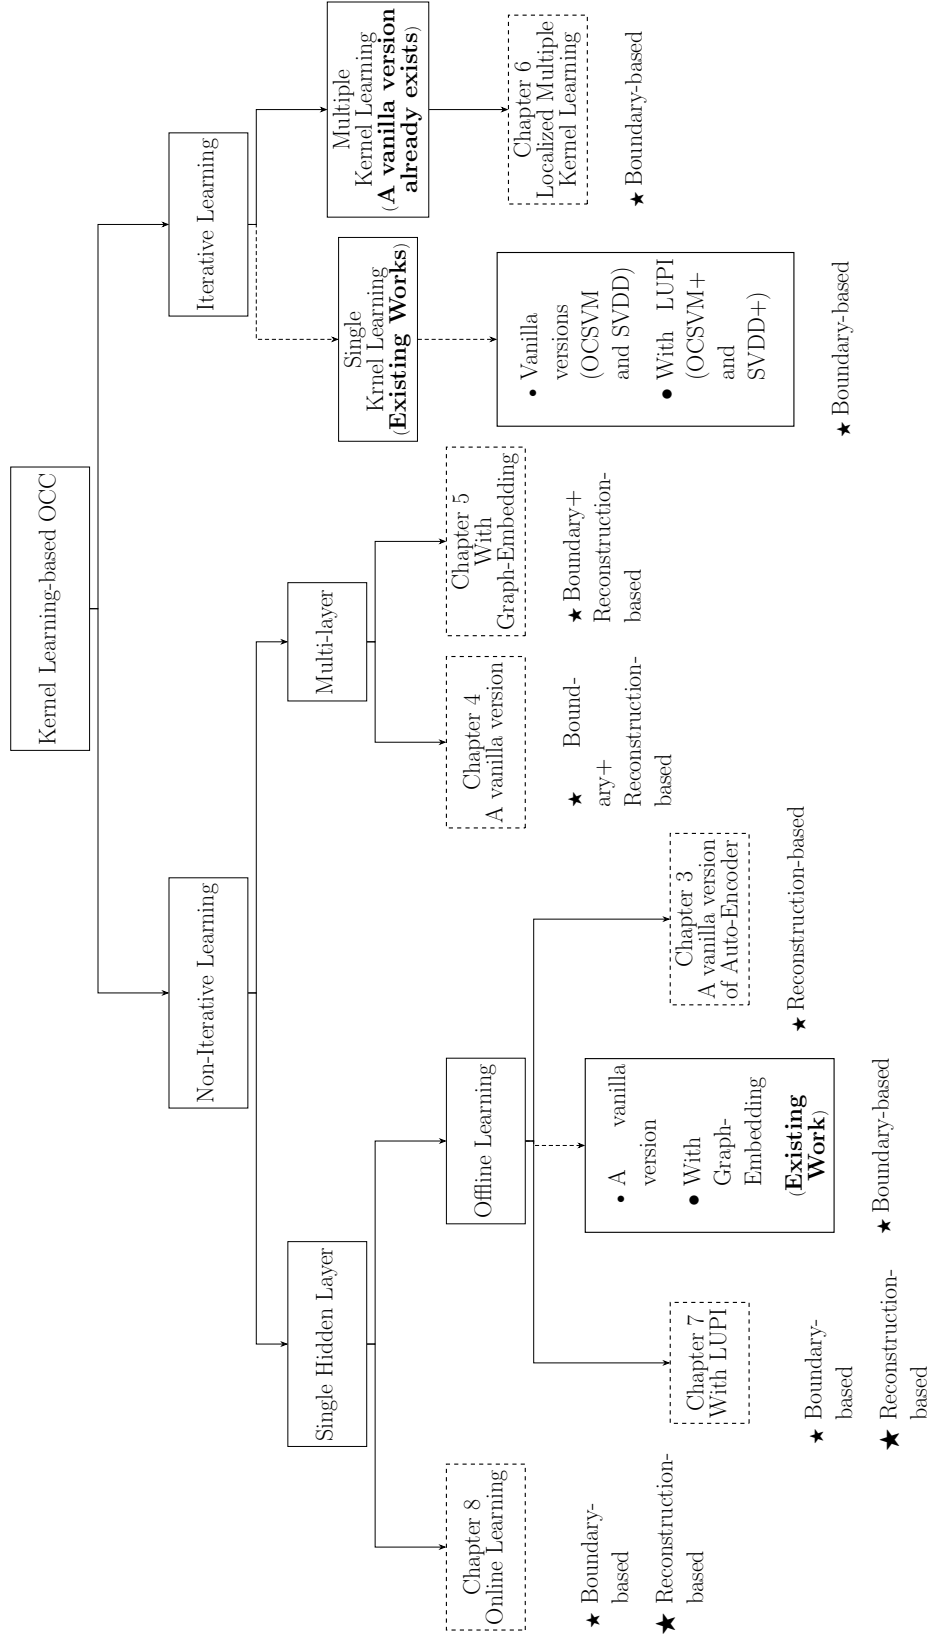 Kernel Learning-based OCC
Non-Iterative Learning
Iterative Learning
Single Hidden Layer
Multi-layer
Single
Krnel Learning
(Existing Works)
Multiple
Kernel Learning
(A vanilla version
already exists)
Chapter 8
Online Learning
Offline Learning
Chapter 4
A vanilla version
Chapter 5
With
Graph-Embedding
• Vanilla
versions
(OCSVM
and SVDD)
• With LUPI
(OCSVM+
and
SVDD+)
Chapter 6
Localized Multiple
Kernel Learning
★ Boundary-
based
★ Reconstruction-
based
★ Bound-
ary+
Reconstruction-
based
★ Boundary+
Reconstruction-
based
★ Boundary-based
★ Boundary-based
Chapter 7
With LUPI
• A vanilla
version
• With
Graph-
Embedding
(Existing
Work)
Chapter 3
A vanilla version
of Auto-Encoder
★ Boundary-
based
★ Reconstruction-
based
★ Boundary-based
★ Reconstruction-based